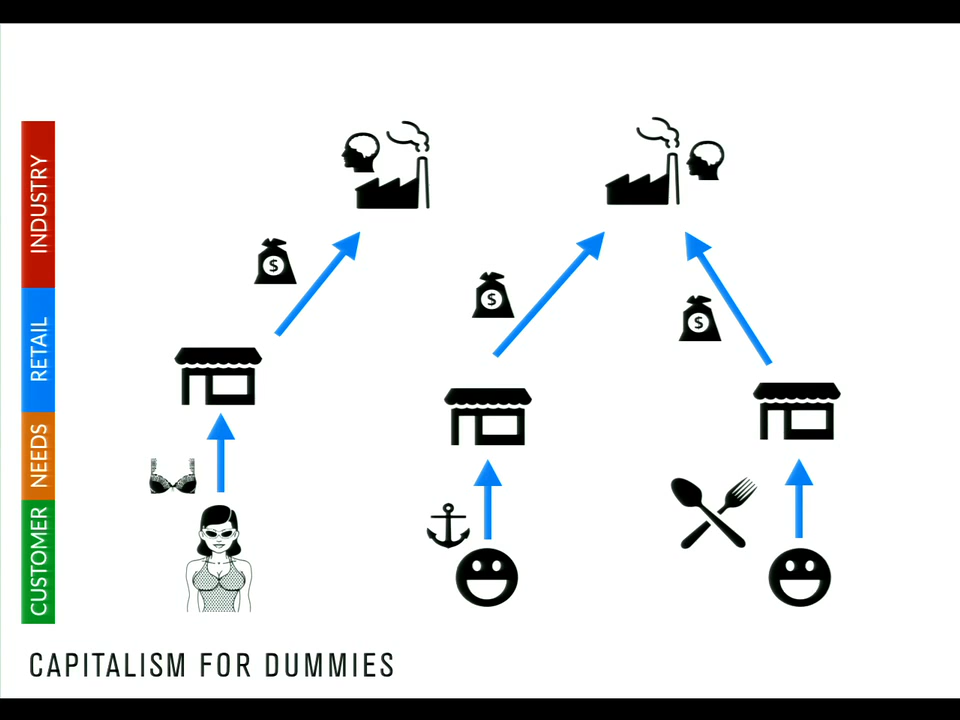 INDUSTRY
RETAIL
NEEDS
CUSTOMER
$
$
$
CAPITALISM FOR DUMMIES